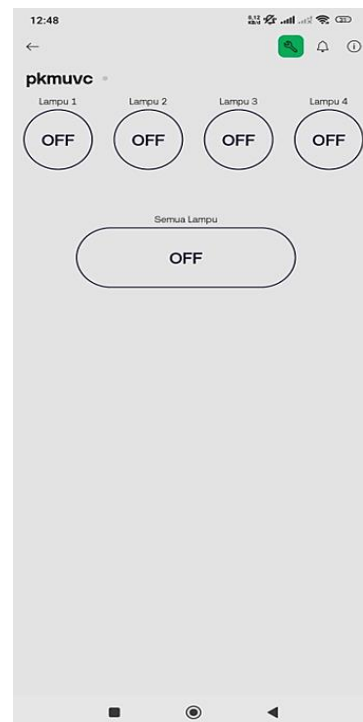 12:48
pkmuvc
Lampu 1 Lampu 2 Lampu 3 Lampu 4
OFF OFF OFF OFF
Semua Lampu
OFF